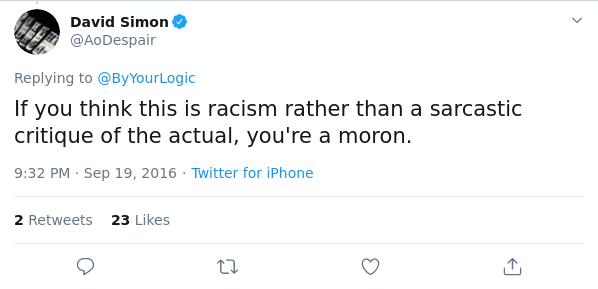 David Simon
@AoDespair
Replying to @ByYourLogic
If you think this is racism rather than a sarcastic
critique of the actual, you're a moron.
9:32 PM · Sep 19, 2016 · Twitter for iPhone
2 Retweets 23 Likes